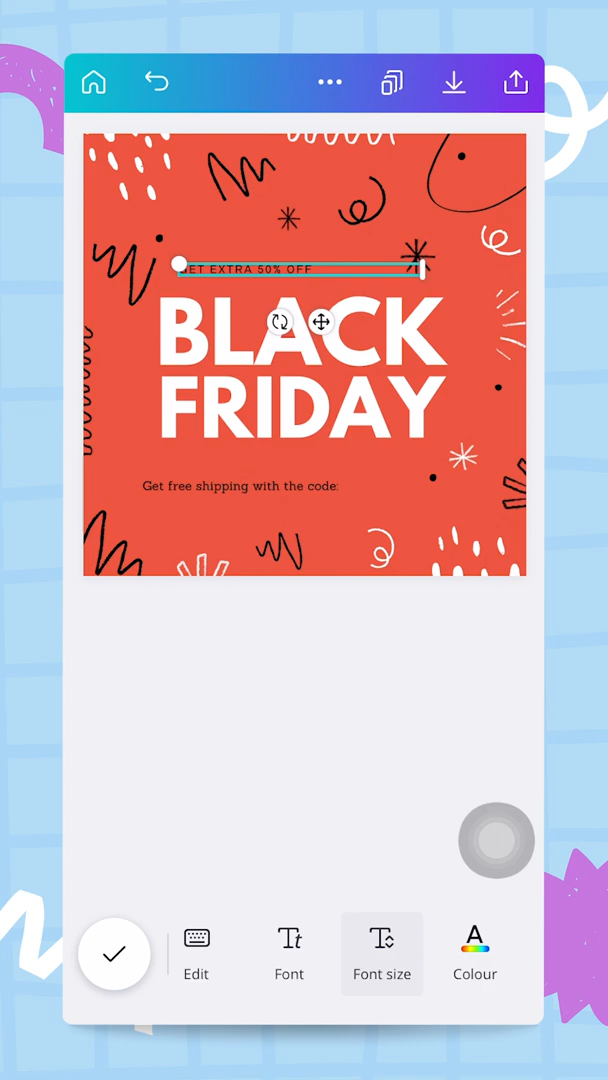 GET EXTRA 50% OFF
BLACK
FRIDAY
Get free shipping with the code:
Edit
Font
Font size
Colour